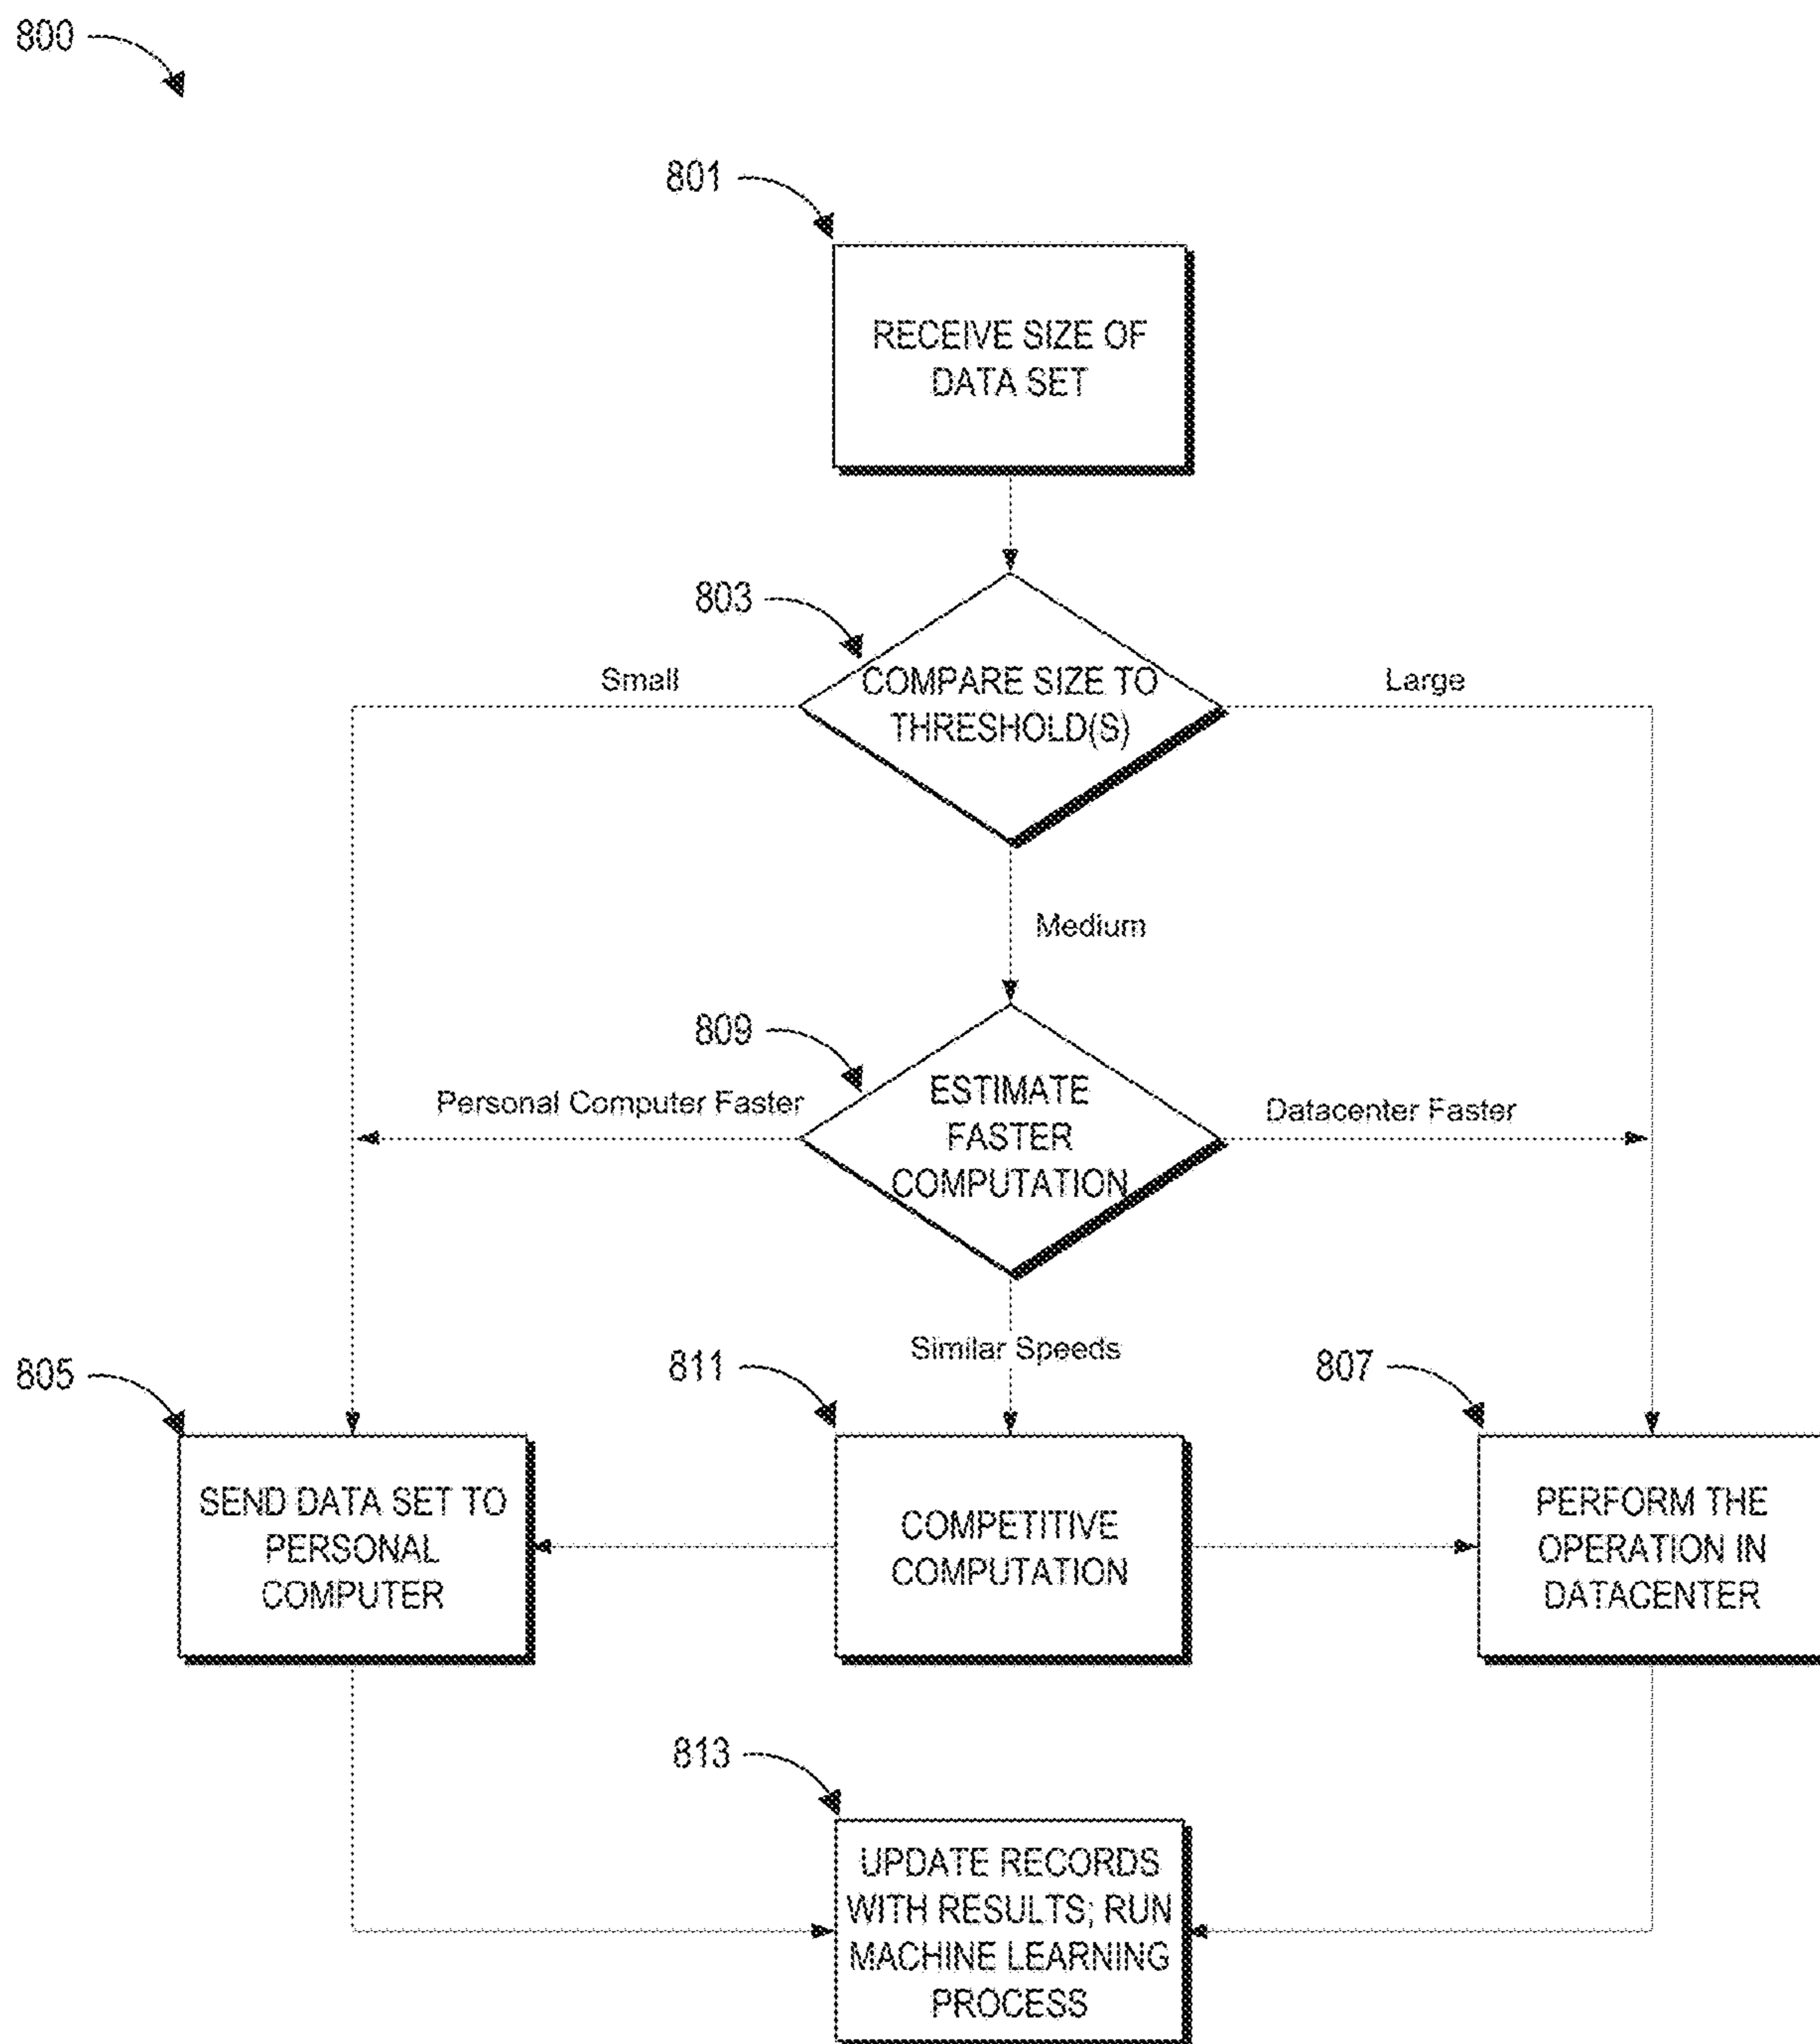 800
801
RECEIVE SIZE OF
DATA SET
803
COMPARE SIZE TO
THRESHOLD(S)
Small
Large
Medium
809
ESTIMATE
FASTER
COMPUTATION
Personal Computer Faster
Datacenter Faster
Similar Speeds
805
SEND DATA SET TO
PERSONAL
COMPUTER
811
COMPETITIVE
COMPUTATION
807
PERFORM THE
OPERATION IN
DATACENTER
813
UPDATE RECORDS
WITH RESULTS; RUN
MACHINE LEARNING
PROCESS